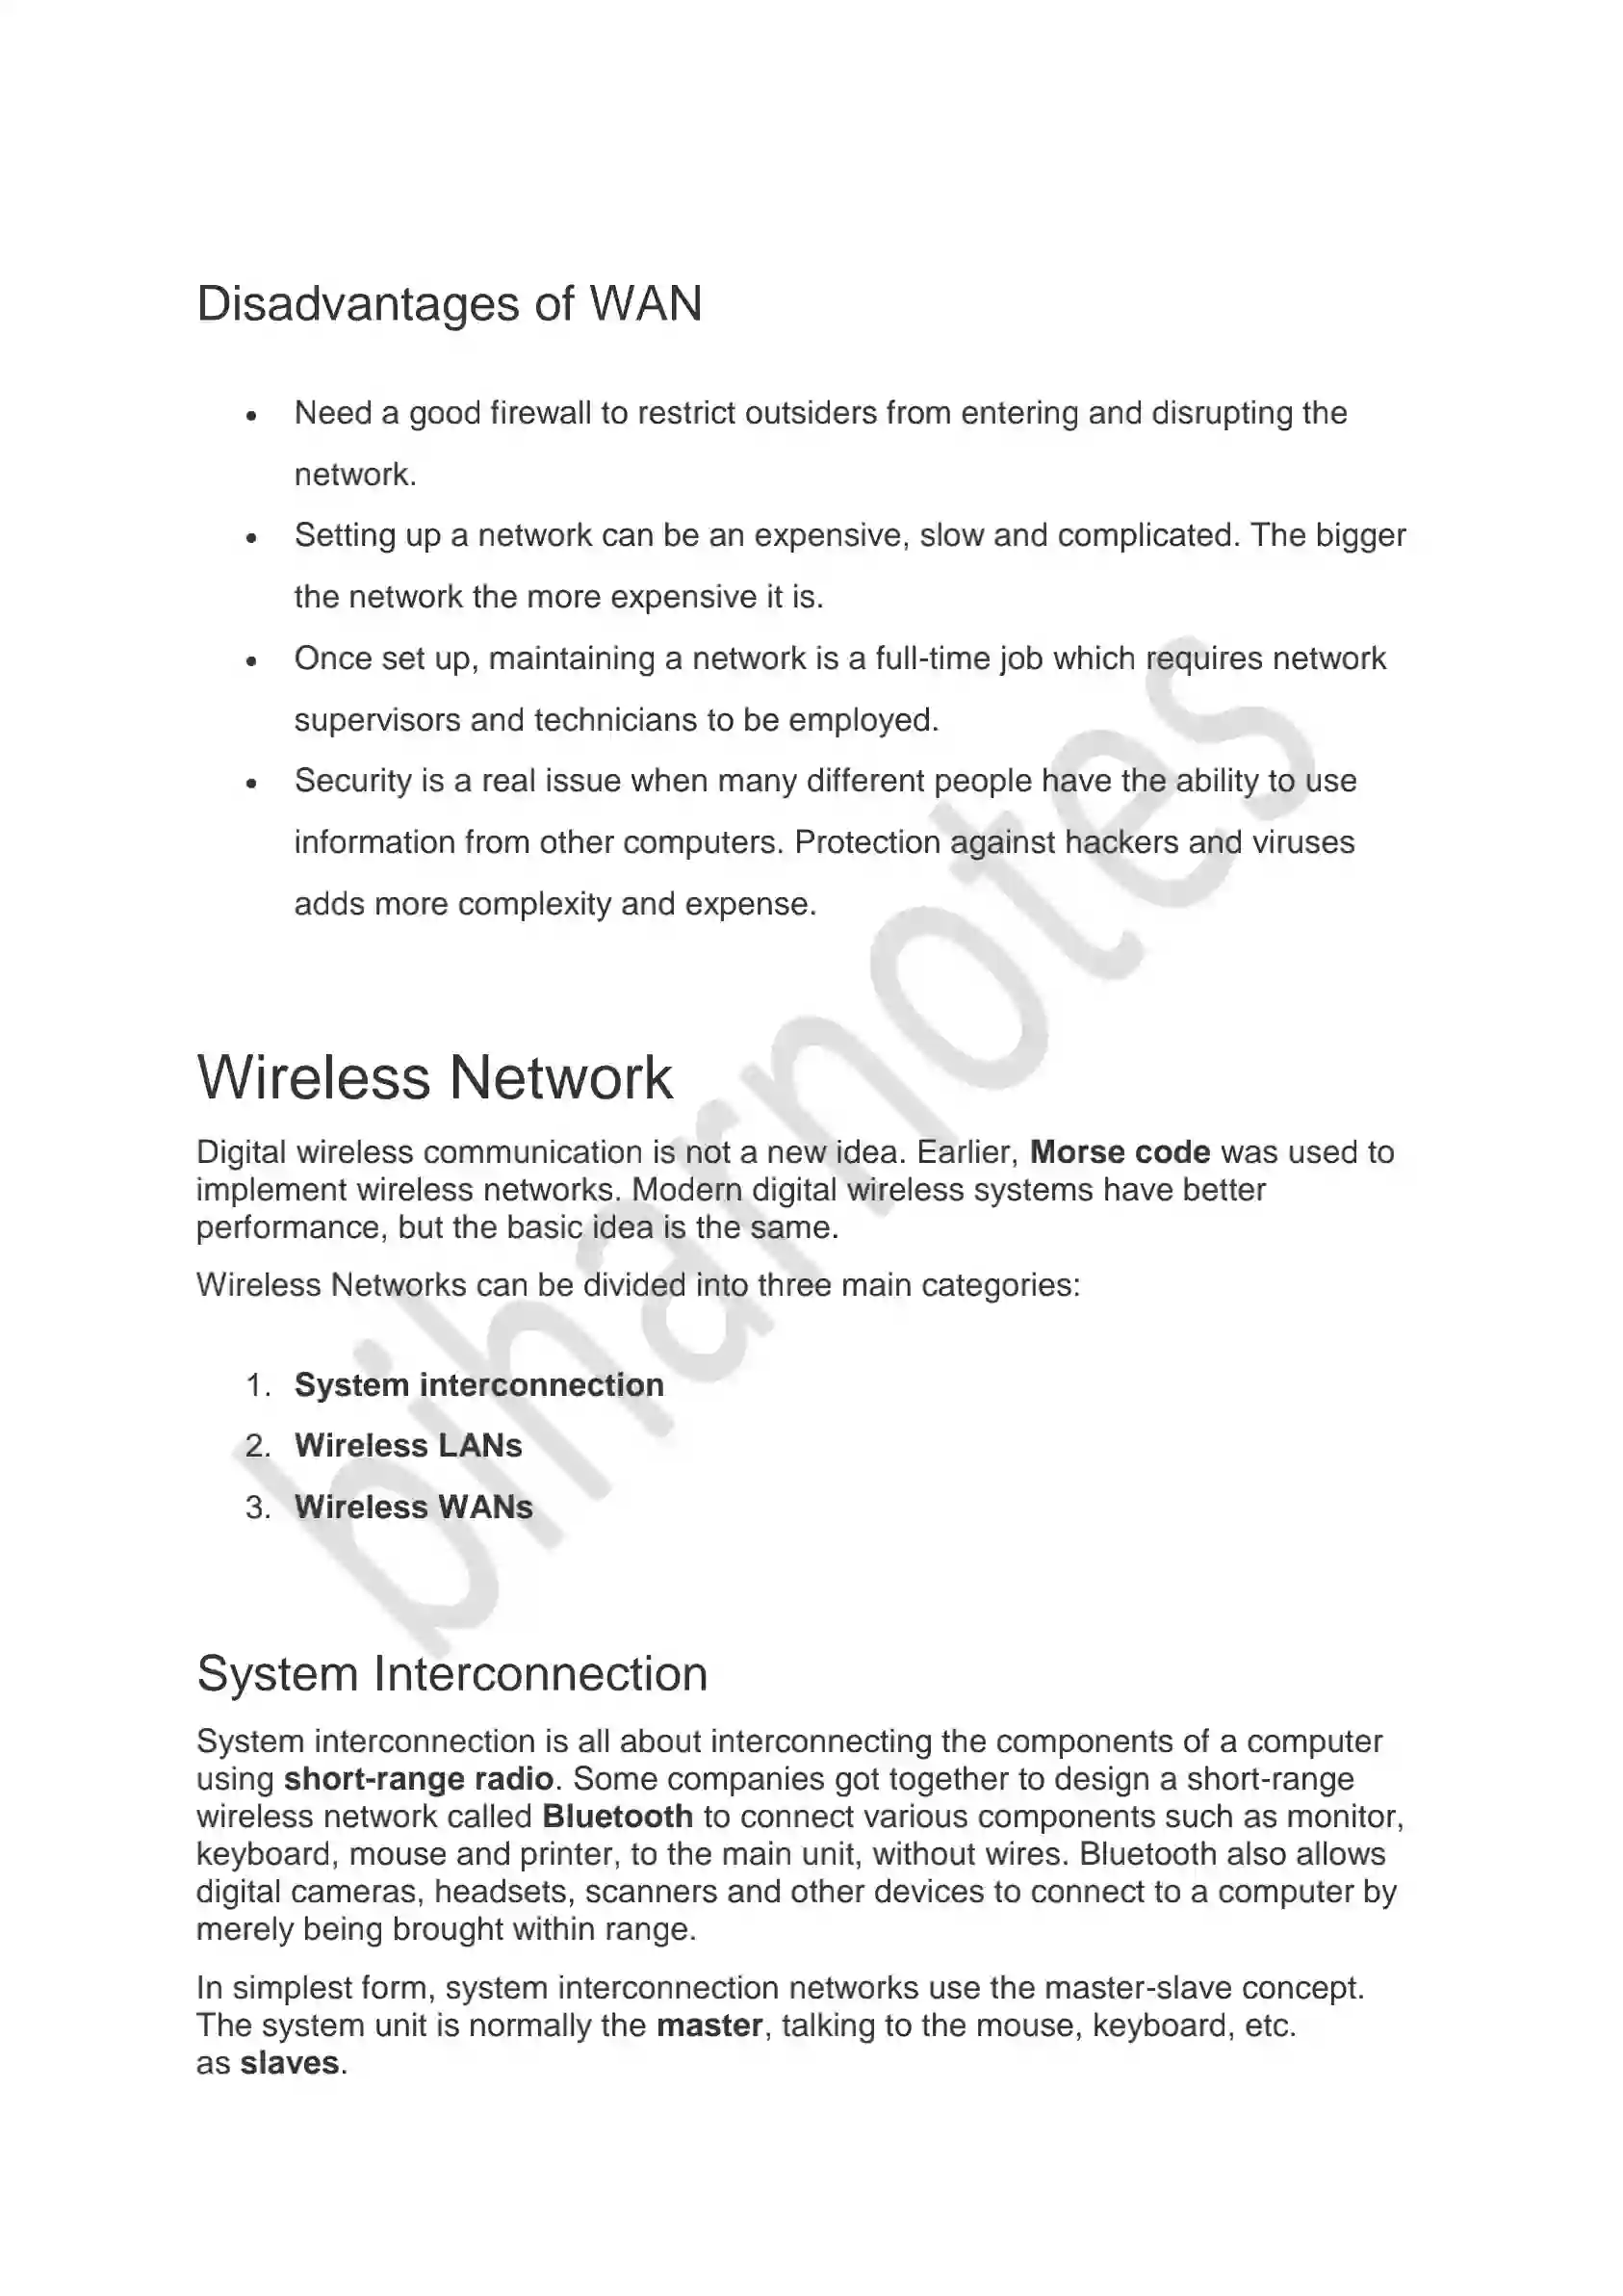 Disadvantages of WAN
• Need a good firewall to restrict outsiders from entering and disrupting the
network.
• Setting up a network can be an expensive, slow and complicated. The bigger
the network the more expensive it is.
• Once set up, maintaining a network is a full-time job which requires network
supervisors and technicians to be employed.
• Security is a real issue when many different people have the ability to use
information from other computers. Protection against hackers and viruses
adds more complexity and expense.
Wireless Network
Digital wireless communication is not a new idea. Earlier, Morse code was used to
implement wireless networks. Modern digital wireless systems have better
performance, but the basic idea is the same.
Wireless Networks can be divided into three main categories:
1. System interconnection
2. Wireless LANs
3. Wireless WANs
System Interconnection
System interconnection is all about interconnecting the components of a computer
using short-range radio. Some companies got together to design a short-range
wireless network called Bluetooth to connect various components such as monitor,
keyboard, mouse and printer, to the main unit, without wires. Bluetooth also allows
digital cameras, headsets, scanners and other devices to connect to a computer by
merely being brought within range.
In simplest form, system interconnection networks use the master-slave concept.
The system unit is normally the master, talking to the mouse, keyboard, etc.
as slaves.
biharnotes